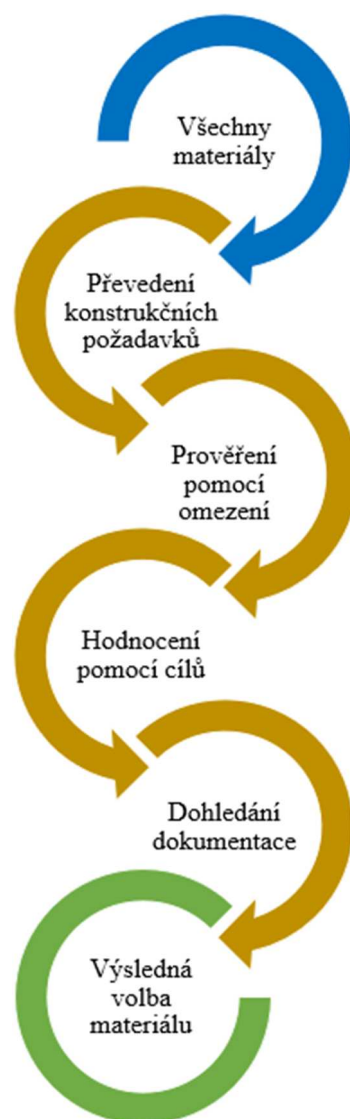 Všechny
materiály
Převedení
konstrukčních
požadavků
Prověření
pomocí
omezení
Hodnocení
pomocí cílů
Dohledání
dokumentace
Výsledná
volba
materiálu